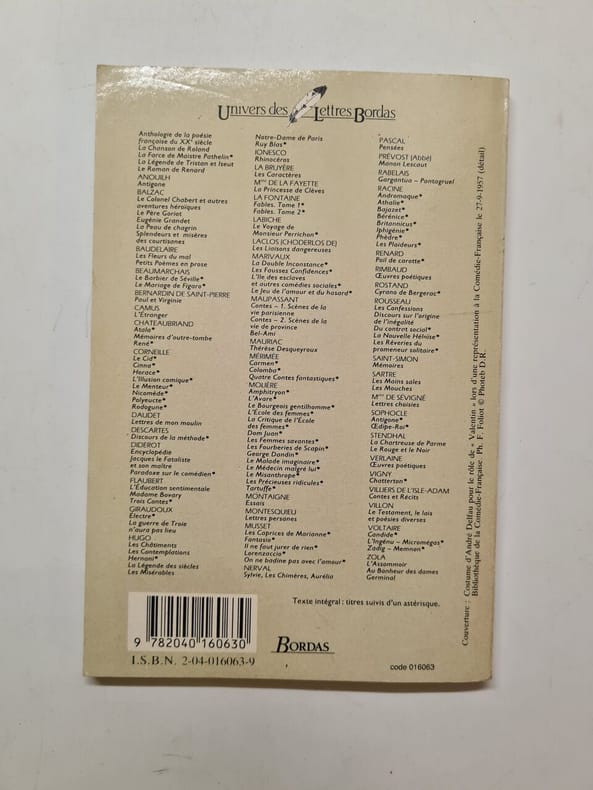 Univers des Lettres Bordas
Anthologie de la poésie
française du XXᵉ siècle
La Chanson de Roland
La Farce de Maistre Pathelin*
La Légende de Tristan et Iseut
Le Roman de Renard
ANOUILH
Antigone
BALZAC
Le Colonel Chabert et autres
aventures héroïques
Le Père Goriot
Eugénie Grandet
La Peau de chagrin
Splendeurs et misères
des courtisanes
BAUDELAIRE
Les Fleurs du mal
Petits Poèmes en prose
BEAUMARCHAIS
Le Barbier de Séville*
Le Mariage de Figaro*
BERNARDIN DE SAINT-PIERRE
Paul et Virginie
CAMUS
L'Étranger
CHATEAUBRIAND
Atala*
Mémoires d'outre-tombe
René*
CORNEILLE
Le Cid*
Cinna*
Horace*
L'Illusion comique*
Le Menteur*
Nicomède*
Polyeucte*
Rodogune*
DAUDET
Lettres de mon moulin
DESCARTES
Discours de la méthode*
DIDEROT
Encyclopédie
Jacques le Fataliste
et son maître
Paradoxe sur le comédien*
FLAUBERT
L'Éducation sentimentale
Madame Bovary
Trois Contes*
GIRAUDOUX
Électre*
La guerre de Troie
n'aura pas lieu
HUGO
Les Châtiments
Les Contemplations
Hernani*
La Légende des siècles
Les Misérables
Notre-Dame de Paris
Ruy Blas*
IONESCO
Rhinocéros
LA BRUYÈRE
Les Caractères
Mᵐᵉ DE LA FAYETTE
La Princesse de Clèves
LA FONTAINE
Fables. Tome 1*
Fables. Tome 2*
LABICHE
Le Voyage de
Monsieur Perrichon*
LACLOS (CHODERLOS DE)
Les Liaisons dangereuses
MARIVAUX
La Double Inconstance*
Les Fausses Confidences*
L'Île des esclaves
et autres comédies sociales*
Le Jeu de l'amour et du hasard*
MAUPASSANT
Contes – 1. Scènes de la
vie parisienne
Contes – 2. Scènes de la
vie de province
Bel-Ami
MAURIAC
Thérèse Desqueyroux
MÉRIMÉE
Carmen*
Colomba*
Quatre Contes fantastiques*
MOLIÈRE
Amphitryon*
L'Avare*
Le Bourgeois gentilhomme*
L'École des femmes*
La Critique de l'École
des femmes*
Dom Juan*
Les Femmes savantes*
Les Fourberies de Scapin*
George Dandin*
Le Malade imaginaire*
Le Médecin malgré lui*
Le Misanthrope*
Les Précieuses ridicules*
Tartuffe*
MONTAIGNE
Essais
MONTESQUIEU
Lettres persanes
MUSSET
Les Caprices de Marianne*
Fantasio*
Il ne faut jurer de rien*
Lorenzaccio*
On ne badine pas avec l'amour*
NERVAL
Sylvie, Les Chimères, Aurélia
PASCAL
Pensées
PRÉVOST (Abbé)
Manon Lescaut
RABELAIS
Gargantua – Pantagruel
RACINE
Andromaque*
Athalie*
Bajazet*
Bérénice*
Britannicus*
Iphigénie*
Phèdre*
Les Plaideurs*
RENARD
Poil de carotte*
RIMBAUD
Œuvres poétiques
ROSTAND
Cyrano de Bergerac*
ROUSSEAU
Les Confessions
Discours sur l'origine
de l'inégalité
Du contrat social*
La Nouvelle Héloïse*
Les Rêveries du
promeneur solitaire*
SAINT-SIMON
Mémoires
SARTRE
Les Mains sales
Les Mouches
Mᵐᵉ DE SÉVIGNÉ
Lettres choisies
SOPHOCLE
Antigone*
Œdipe-Roi*
STENDHAL
La Chartreuse de Parme
Le Rouge et le Noir
VERLAINE
Œuvres poétiques
VIGNY
Chatterton*
VILLIERS DE L'ISLE-ADAM
Contes et Récits
VILLON
Le Testament, le lais
et poésies diverses
VOLTAIRE
Candide*
L'Ingénu – Micromégas*
Zadig – Memnon*
ZOLA
L'Assommoir
Au Bonheur des dames
Germinal
Texte intégral : titres suivis d'un astérisque.
9 782040 160630
I.S.B.N. 2-04-016063-9
BORDAS
code 016063
Couverture : Costume d'André Delfau pour le rôle de « Valentin » lors d'une représentation à la Comédie-Française le 27-9-1957 (détail)
Bibliothèque de la Comédie-Française Ph. F. Foliot © Photeb D.R.